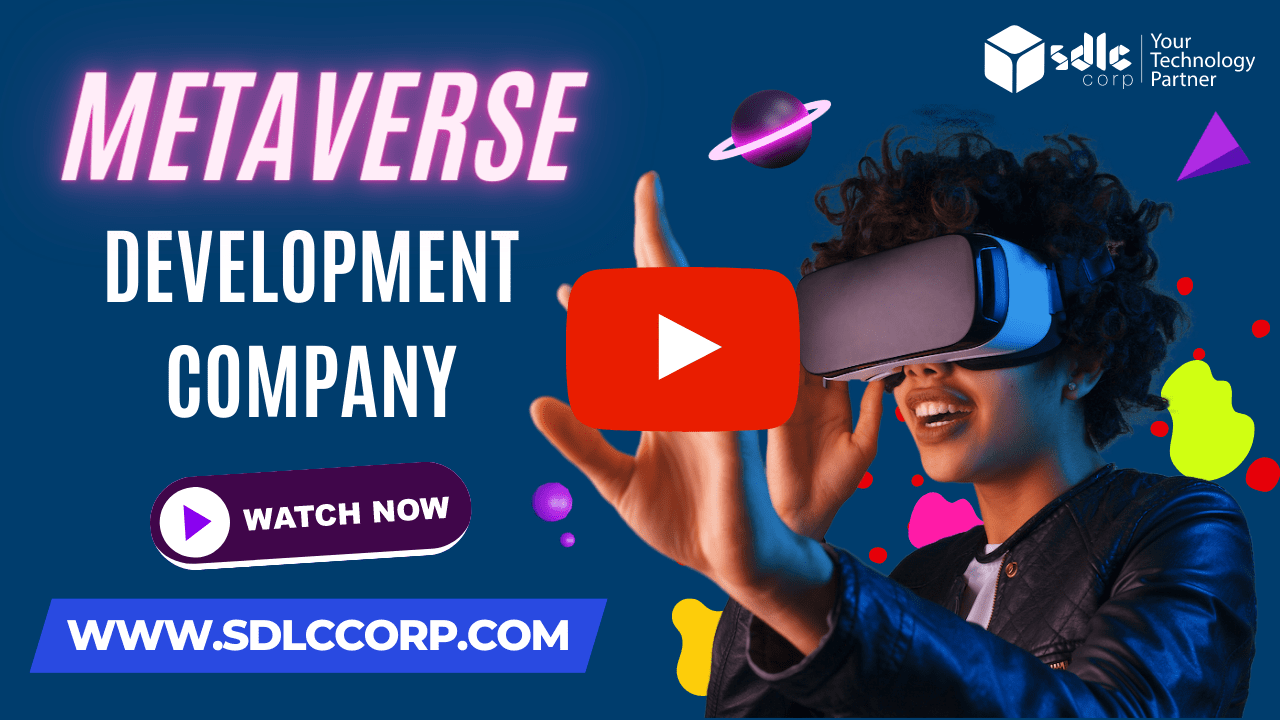 METAVERSE
DEVELOPMENT
COMPANY
WATCH NOW
WWW.SDLCCORP.COM
sdlc
corp
Your
Technology
Partner